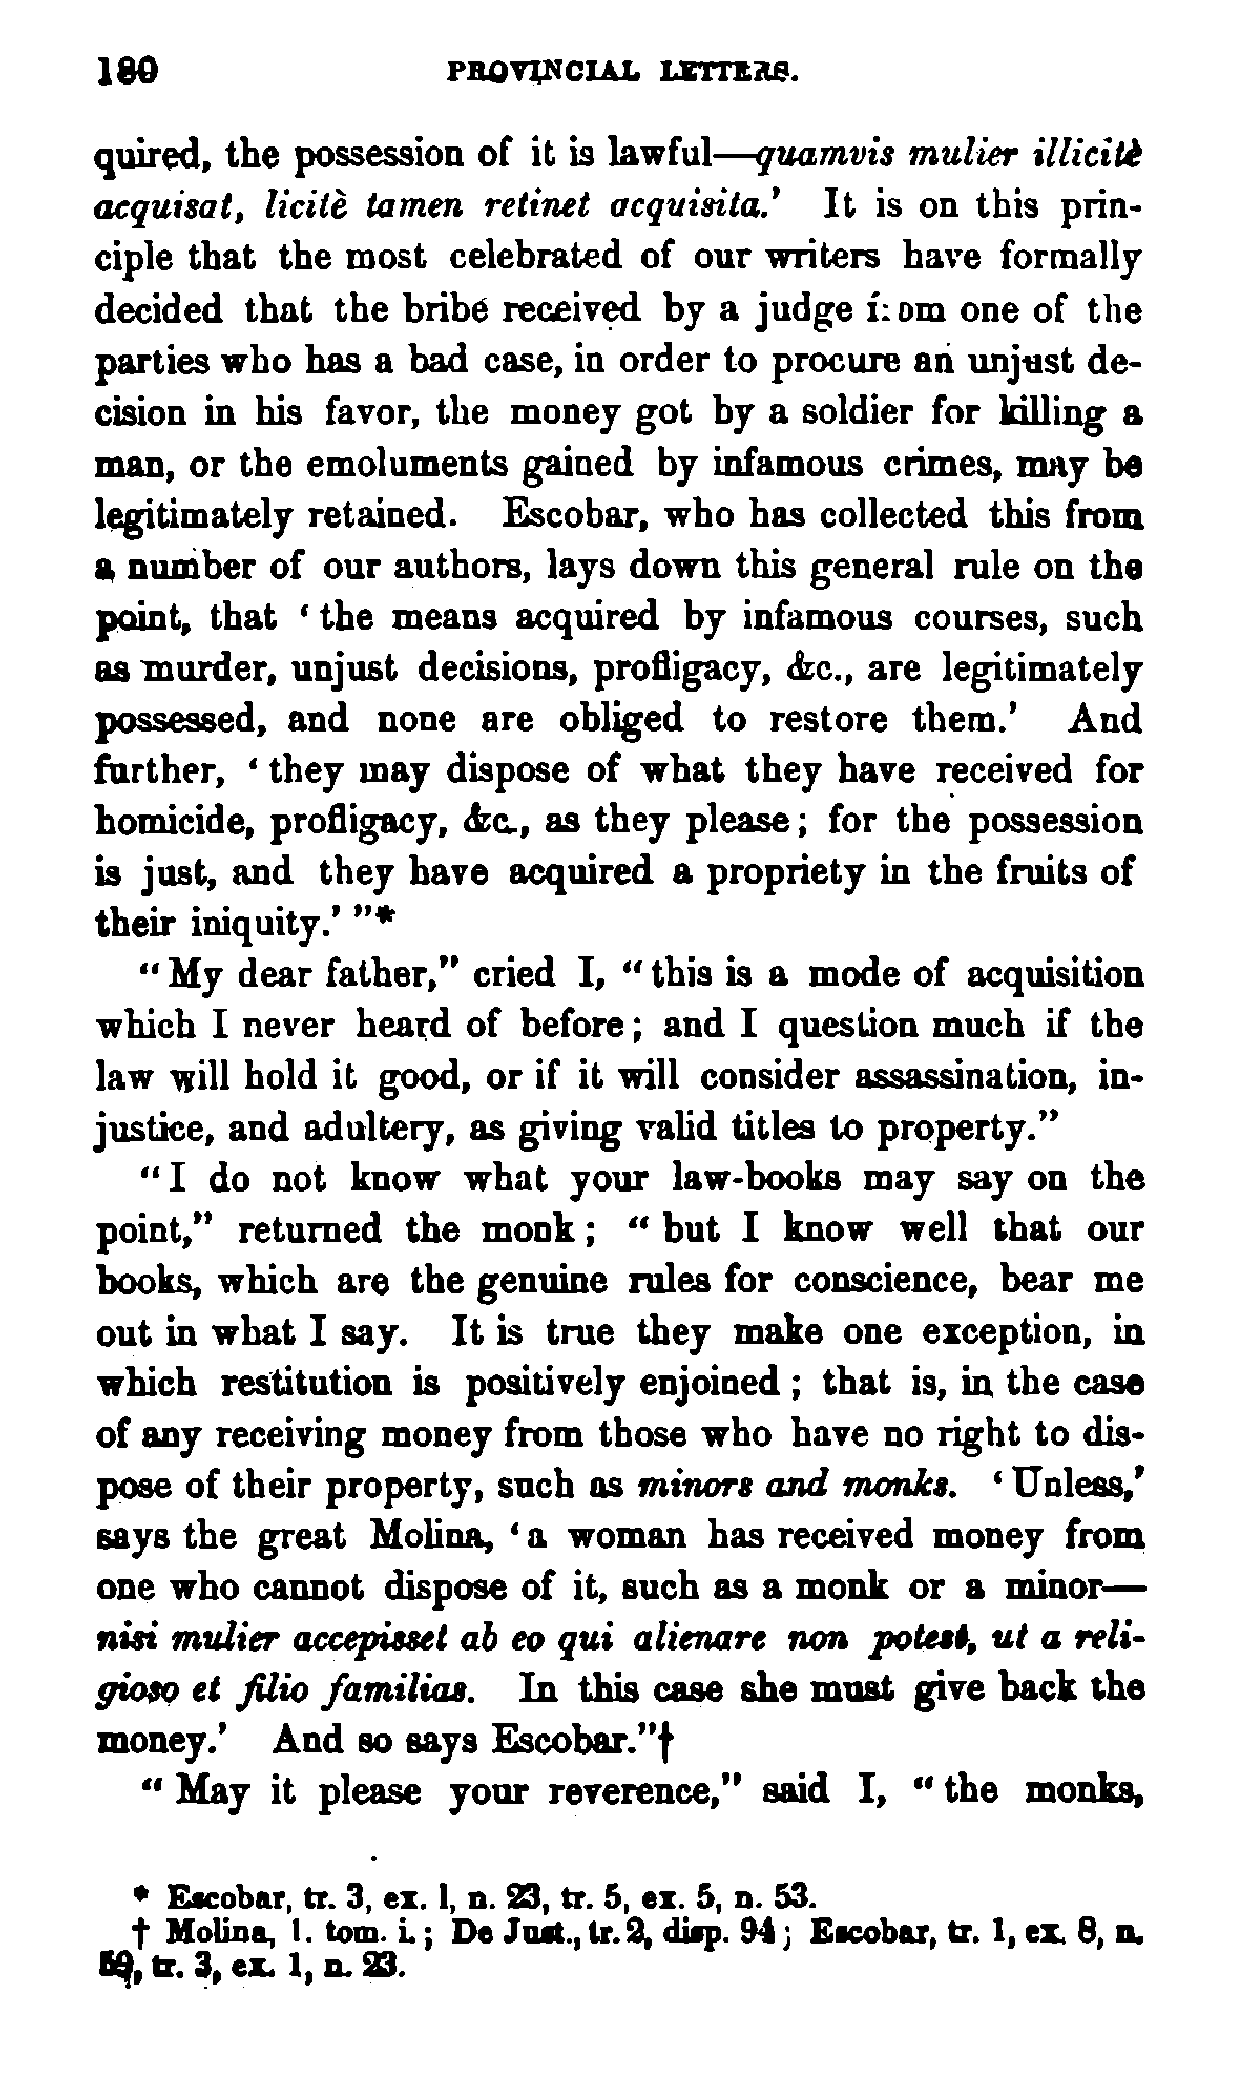 180 PROVINCIAL LETTERS.
quired, the possession of it is lawful—quamvis mulier illicitè
acquisat, licitè tamen retinet acquisita.' It is on this prin-
ciple that the most celebrated of our writers have formally
decided that the bribe received by a judge from one of the
parties who has a bad case, in order to procure an unjust de-
cision in his favor, the money got by a soldier for killing a
man, or the emoluments gained by infamous crimes, may be
legitimately retained. Escobar, who has collected this from
a number of our authors, lays down this general rule on the
point, that 'the means acquired by infamous courses, such
as murder, unjust decisions, profligacy, &c., are legitimately
possessed, and none are obliged to restore them.' And
further, 'they may dispose of what they have received for
homicide, profligacy, &c., as they please; for the possession
is just, and they have acquired a propriety in the fruits of
their iniquity.' "*
"My dear father," cried I, "this is a mode of acquisition
which I never heard of before; and I question much if the
law will hold it good, or if it will consider assassination, in-
justice, and adultery, as giving valid titles to property."
"I do not know what your law-books may say on the
point," returned the monk; "but I know well that our
books, which are the genuine rules for conscience, bear me
out in what I say. It is true they make one exception, in
which restitution is positively enjoined; that is, in the case
of any receiving money from those who have no right to dis-
pose of their property, such as minors and monks. 'Unless,'
says the great Molina, 'a woman has received money from
one who cannot dispose of it, such as a monk or a minor—
nisi mulier accepisset ab eo qui alienare non potest, ut a reli-
gioso et filio familias. In this case she must give back the
money.' And so says Escobar."†
"May it please your reverence," said I, "the monks,
* Escobar, tr. 3, ex. 1, n. 23, tr. 5, ex. 5, n. 53.
† Molina, l. tom. i.; De Just., tr. 2, disp. 94; Escobar, tr. 1, ex. 8, n.
59, tr. 3, ex. 1, n. 23.